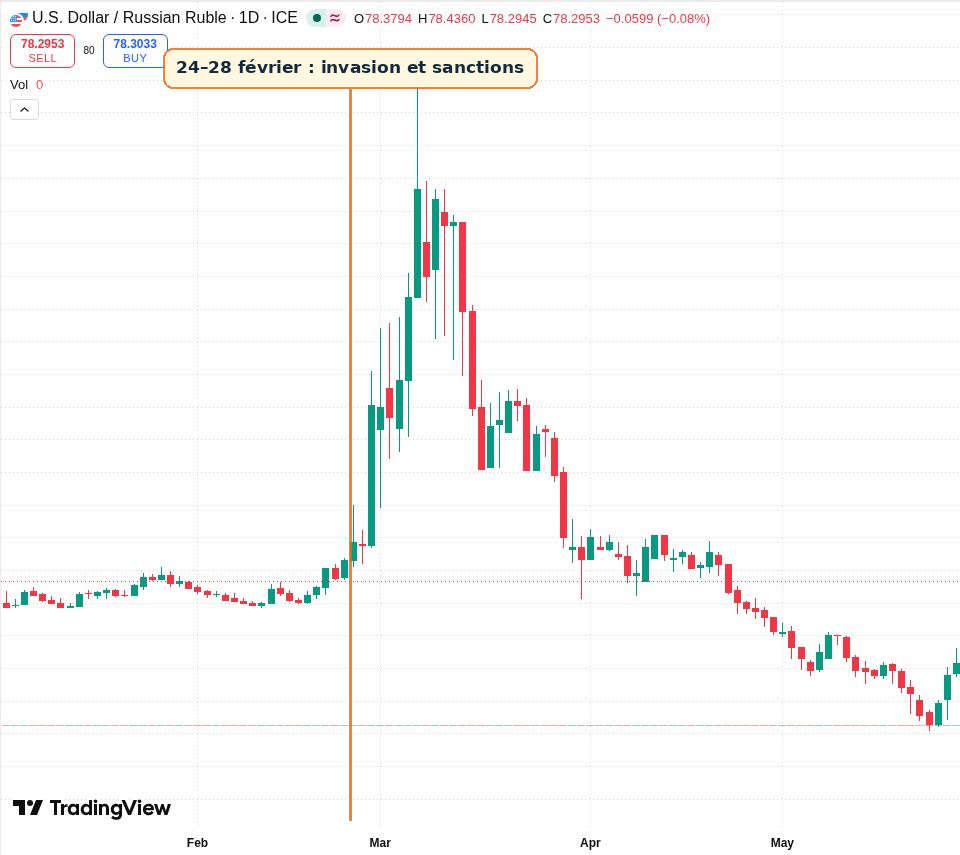 U.S. Dollar / Russian Ruble · 1D · ICE ≈ O78.3794 H78.4360 L78.2945 C78.2953 −0.0599 (−0.08%)
78.2953 80 78.3033
SELL BUY
24–28 février : invasion et sanctions
Vol 0
TradingView
Feb Mar Apr May